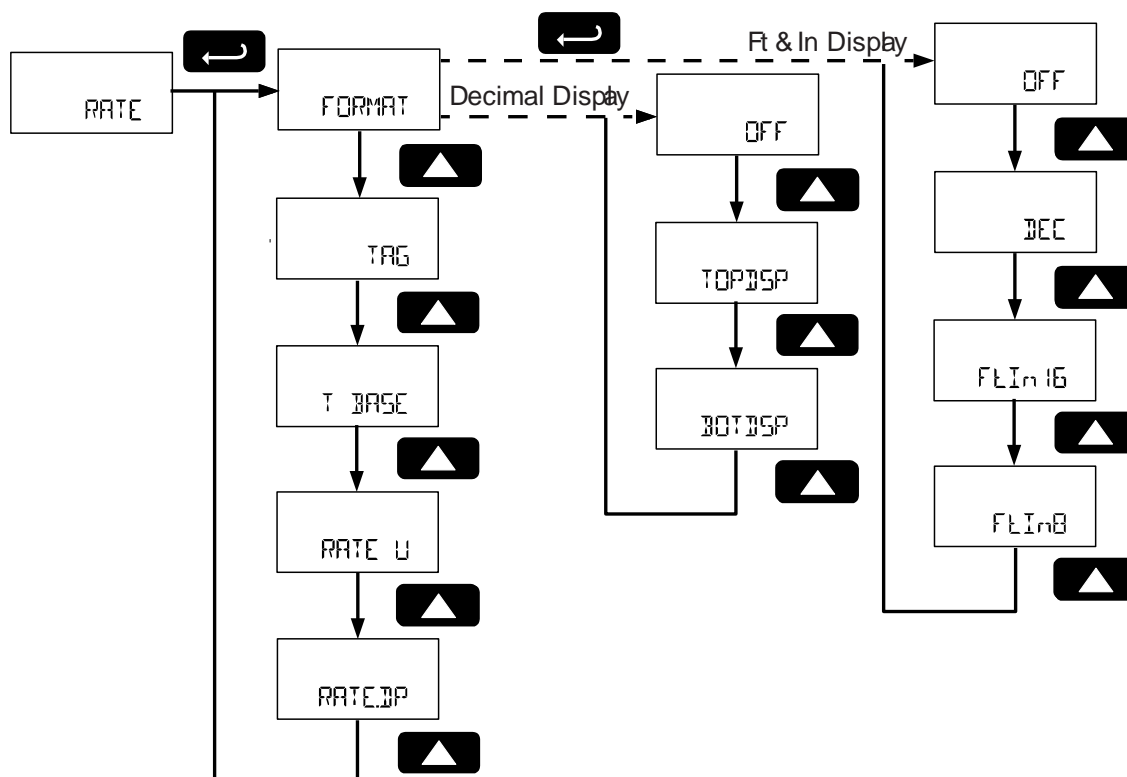 RATE
FORMAT
TAG
T BASE
RATE U
RATE.DP
Decimal Display
OFF
TOPDSP
BOTDSP
Ft & In Display
OFF
DEC
FtIn16
FtIn8